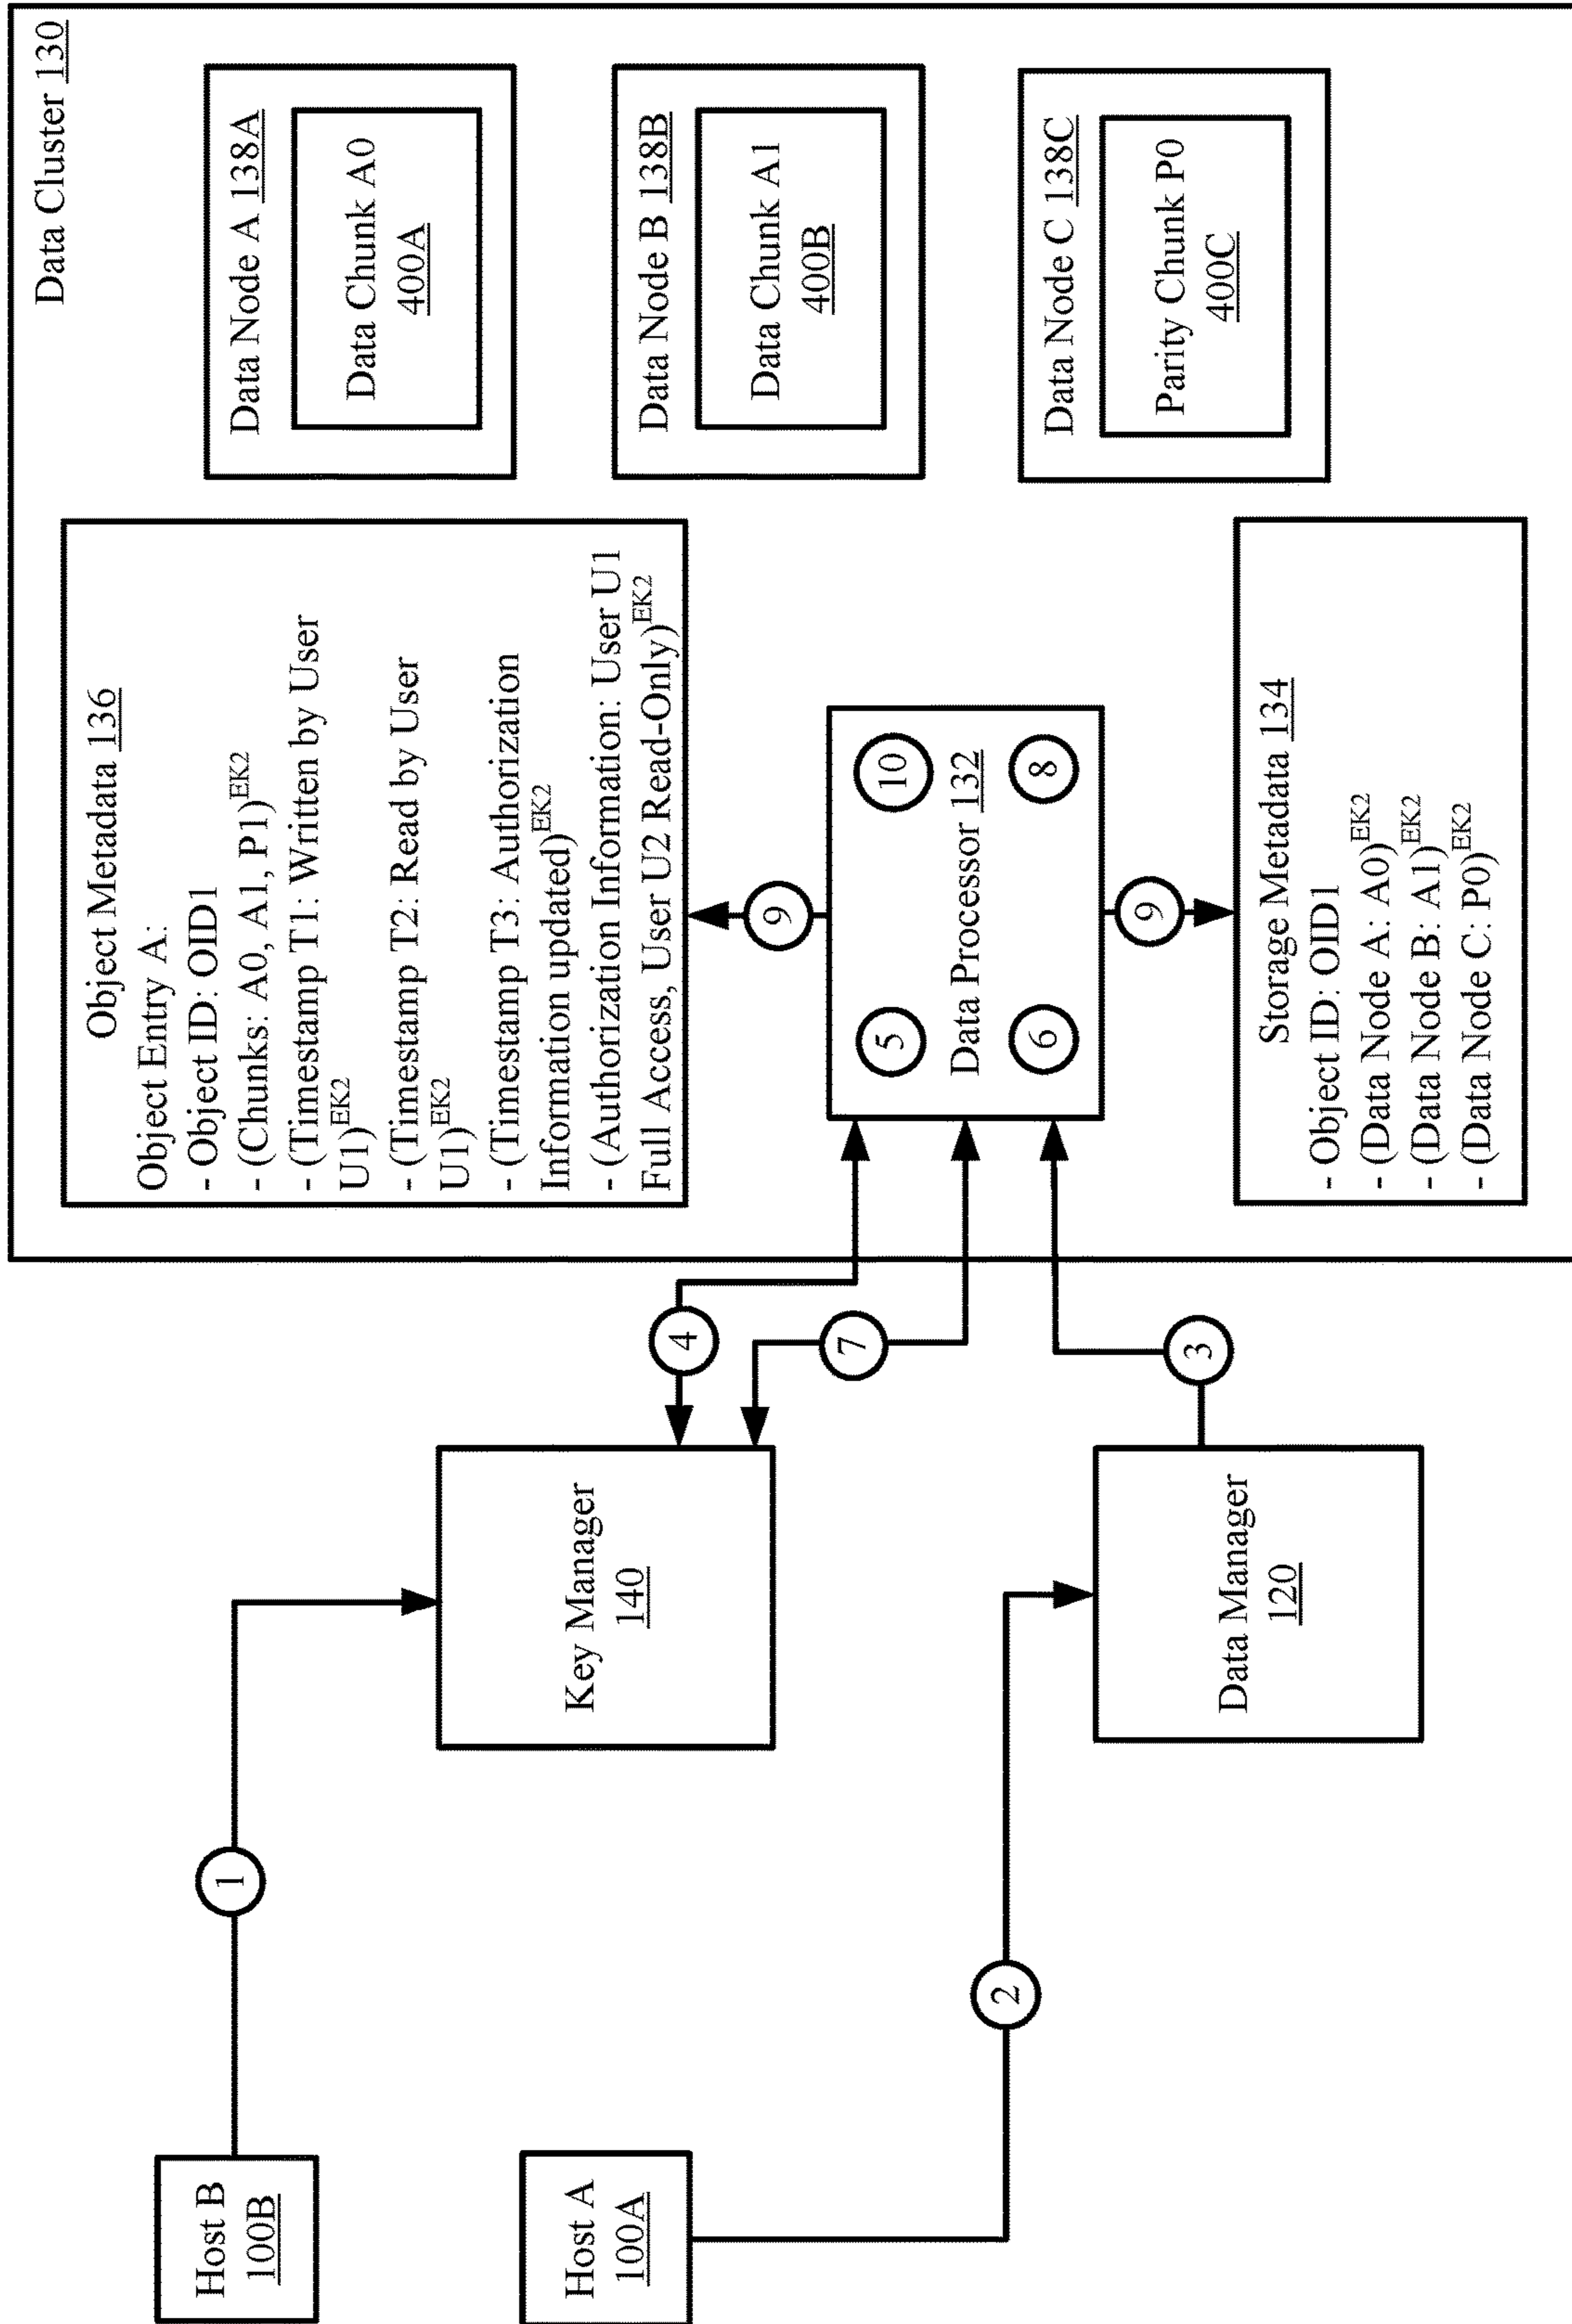 Data Cluster 130
Object Metadata 136
Object Entry A:
- Object ID: OID1
- (Chunks: A0, A1, P1)^EK2
- (Timestamp T1: Written by User
U1)^EK2
- (Timestamp T2: Read by User
U1)^EK2
- (Timestamp T3: Authorization
Information updated)^EK2
- (Authorization Information: User U1
Full Access, User U2 Read-Only)^EK2
Data Node A 138A
Data Chunk A0
400A
Data Node B 138B
Data Chunk A1
400B
Data Node C 138C
Parity Chunk P0
400C
Host B
100B
1
Key Manager
140
4
7
9
5
10
Data Processor 132
6
8
9
Host A
100A
2
Data Manager
120
3
Storage Metadata 134
- Object ID: OID1
- (Data Node A: A0)^EK2
- (Data Node B: A1)^EK2
- (Data Node C: P0)^EK2